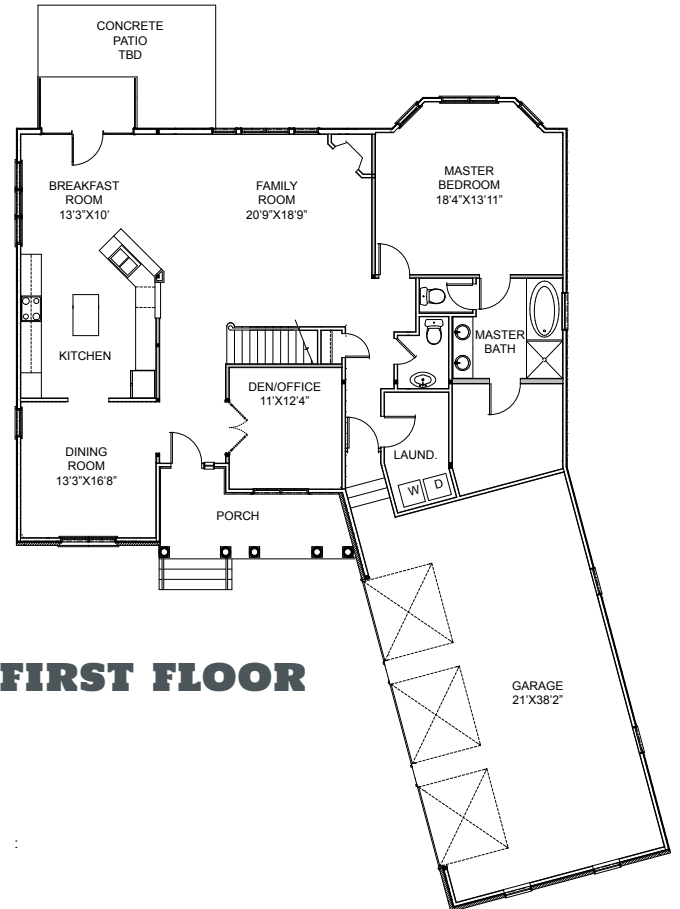 CONCRETE
PATIO
TBD
BREAKFAST
ROOM
13'3"X10'
FAMILY
ROOM
20'9"X18'9"
MASTER
BEDROOM
18'4"X13'11"
KITCHEN
MASTER
BATH
DEN/OFFICE
11'X12'4"
DINING
ROOM
13'3"X16'8"
LAUND.
W D
PORCH
FIRST FLOOR
GARAGE
21'X38'2"
: